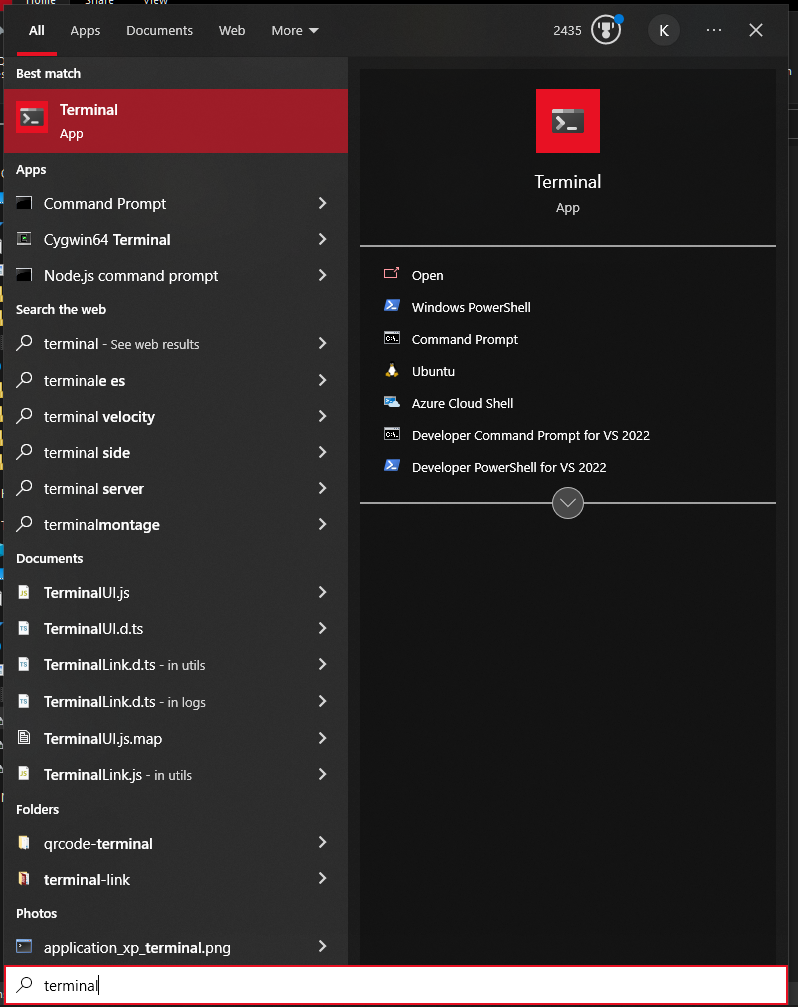 Home Share View
All Apps Documents Web More 2435 K ...
Best match
Terminal
App
Apps
Command Prompt
Cygwin64 Terminal
Node.js command prompt
Search the web
terminal - See web results
terminale es
terminal velocity
terminal side
terminal server
terminalmontage
Documents
TerminalUI.js
TerminalUI.d.ts
TerminalLink.d.ts - in utils
TerminalLink.d.ts - in logs
TerminalUI.js.map
TerminalLink.js - in utils
Folders
qrcode-terminal
terminal-link
Photos
application_xp_terminal.png
terminal
Terminal
App
Open
Windows PowerShell
Command Prompt
Ubuntu
Azure Cloud Shell
Developer Command Prompt for VS 2022
Developer PowerShell for VS 2022